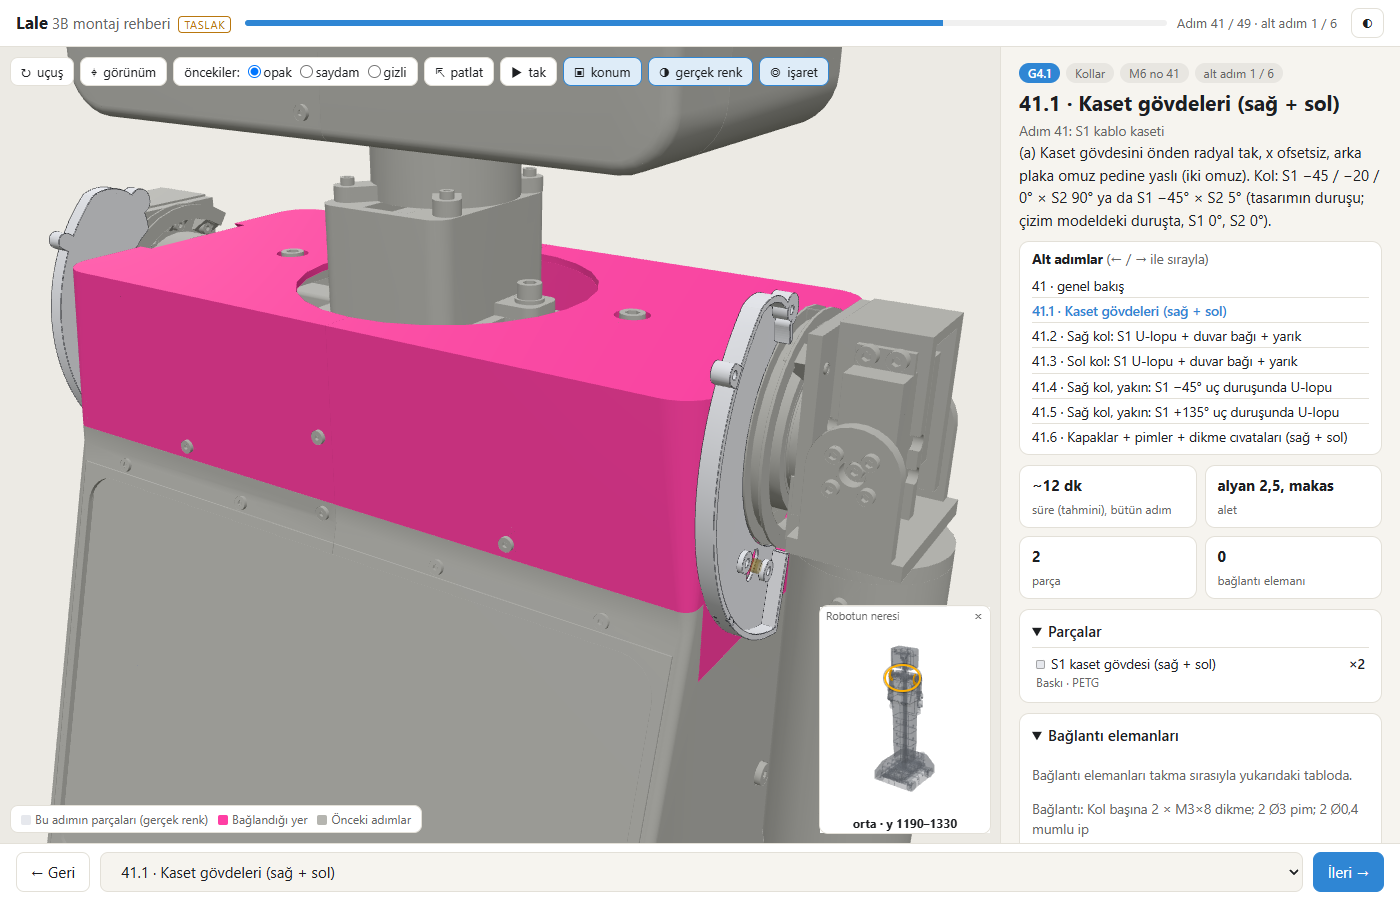 Lale 3B montaj rehberi TASLAK
Adım 41 / 49 · alt adım 1 / 6
↻ uçuş
⌖ görünüm
öncekiler: opak saydam gizli
⇱ patlat
▶ tak
▣ konum
◑ gerçek renk
◎ işaret
G4.1 Kollar M6 no 41 alt adım 1 / 6
41.1 · Kaset gövdeleri (sağ + sol)
Adım 41: S1 kablo kaseti
(a) Kaset gövdesini önden radyal tak, x ofsetsiz, arka
plaka omuz pedine yaslı (iki omuz). Kol: S1 −45 / −20 /
0° × S2 90° ya da S1 −45° × S2 5° (tasarımın duruşu;
çizim modeldeki duruşta, S1 0°, S2 0°).
Alt adımlar (← / → ile sırayla)
41 · genel bakış
41.1 · Kaset gövdeleri (sağ + sol)
41.2 · Sağ kol: S1 U-lopu + duvar bağı + yarık
41.3 · Sol kol: S1 U-lopu + duvar bağı + yarık
41.4 · Sağ kol, yakın: S1 −45° uç duruşunda U-lopu
41.5 · Sağ kol, yakın: S1 +135° uç duruşunda U-lopu
41.6 · Kapaklar + pimler + dikme cıvataları (sağ + sol)
~12 dk
süre (tahmini), bütün adım
alyan 2,5, makas
alet
2
parça
0
bağlantı elemanı
▼ Parçalar
S1 kaset gövdesi (sağ + sol) ×2
Baskı · PETG
▼ Bağlantı elemanları
Bağlantı elemanları takma sırasıyla yukarıdaki tabloda.
Bağlantı: Kol başına 2 × M3×8 dikme; 2 Ø3 pim; 2 Ø0,4
mumlu ip
Robotun neresi ×
orta · y 1190–1330
Bu adımın parçaları (gerçek renk) Bağlandığı yer Önceki adımlar
← Geri
41.1 · Kaset gövdeleri (sağ + sol)
İleri →